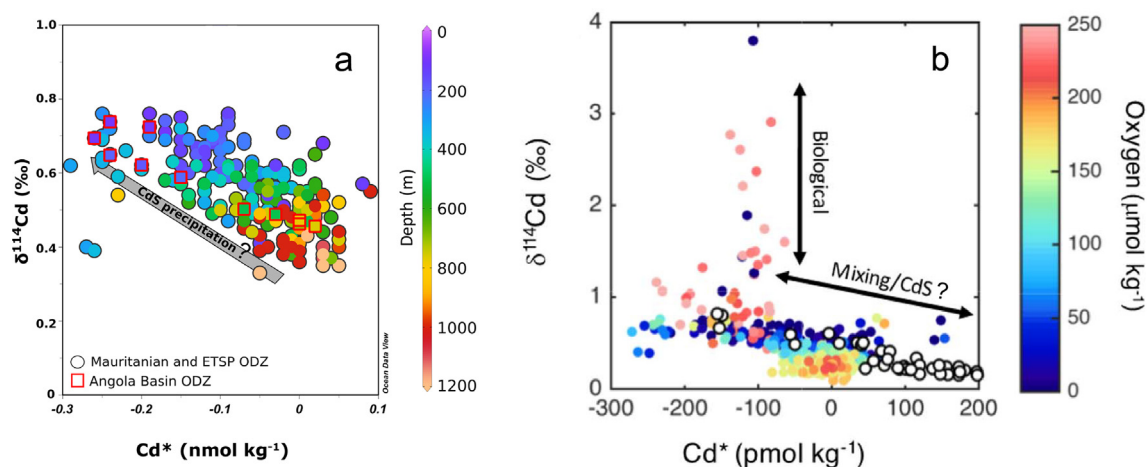 a
δ¹¹⁴Cd (‰)
1.0
0.8
0.6
0.4
0.2
0
-0.3
-0.2
-0.1
0
0.1
Cd* (nmol kg⁻¹)
CdS precipitation ?
Mauritanian and ETSP ODZ
Angola Basin ODZ
Ocean Data View
Depth (m)
0
200
400
600
800
1000
1200
b
δ¹¹⁴Cd (‰)
4
3
2
1
0
-300
-200
-100
0
100
200
Cd* (pmol kg⁻¹)
Biological
Mixing/CdS ?
Oxygen (μmol kg⁻¹)
250
200
150
100
50
0